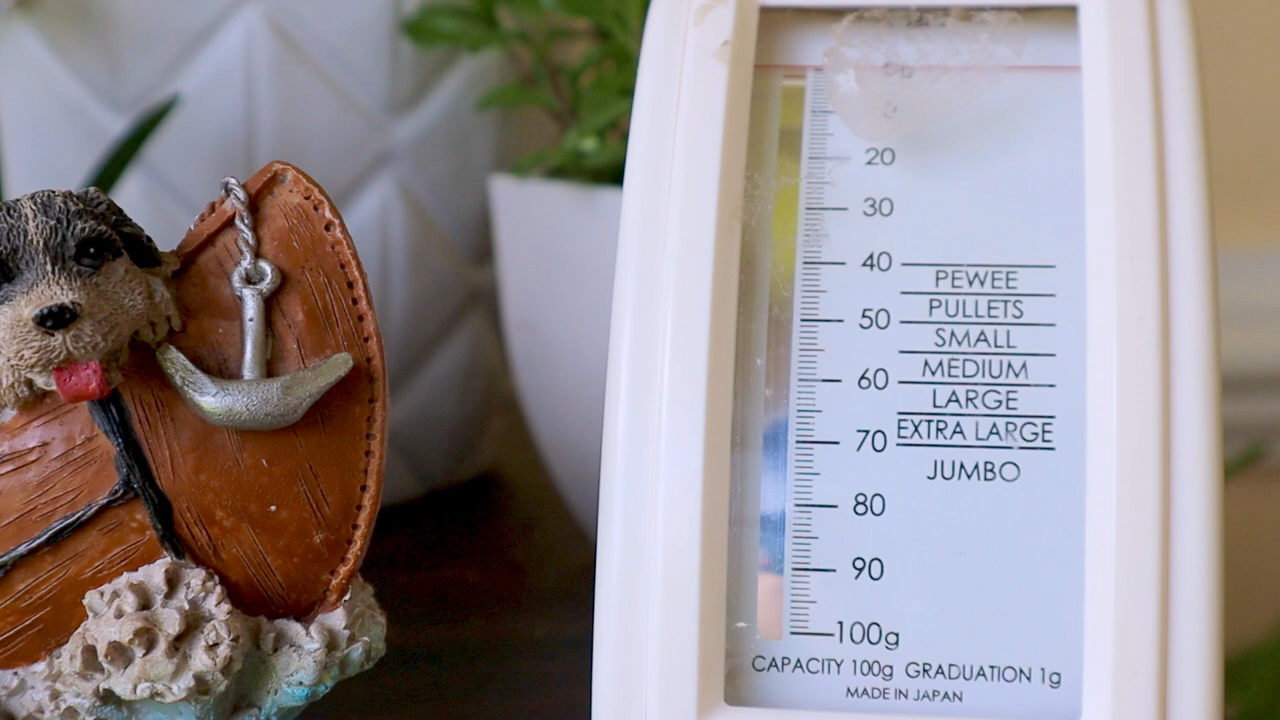 20
30
40
PEWEE
PULLETS
50
SMALL
MEDIUM
60
LARGE
EXTRA LARGE
70
JUMBO
80
90
100g
CAPACITY 100g GRADUATION 1g
MADE IN JAPAN